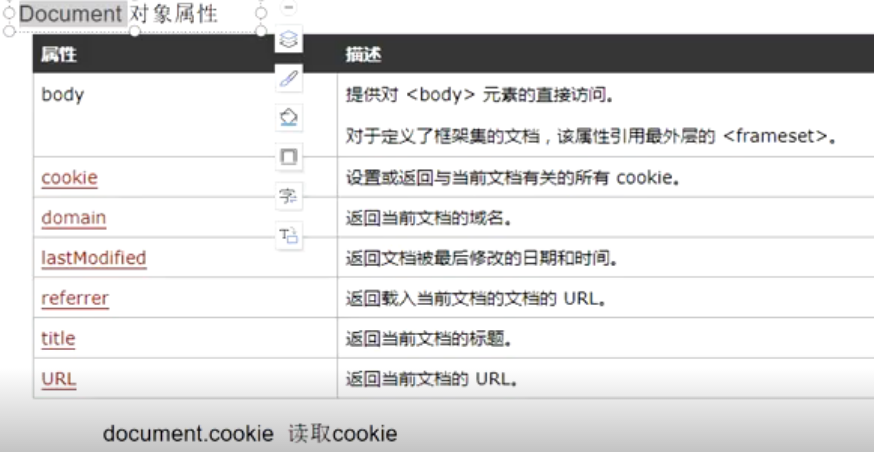 Document 对象属性
属性 描述
body 提供对 <body> 元素的直接访问。
对于定义了框架集的文档，该属性引用最外层的 <frameset>。
cookie 设置或返回与当前文档有关的所有 cookie。
domain 返回当前文档的域名。
lastModified 返回文档被最后修改的日期和时间。
referrer 返回载入当前文档的文档的 URL。
title 返回当前文档的标题。
URL 返回当前文档的 URL。
document.cookie 读取cookie